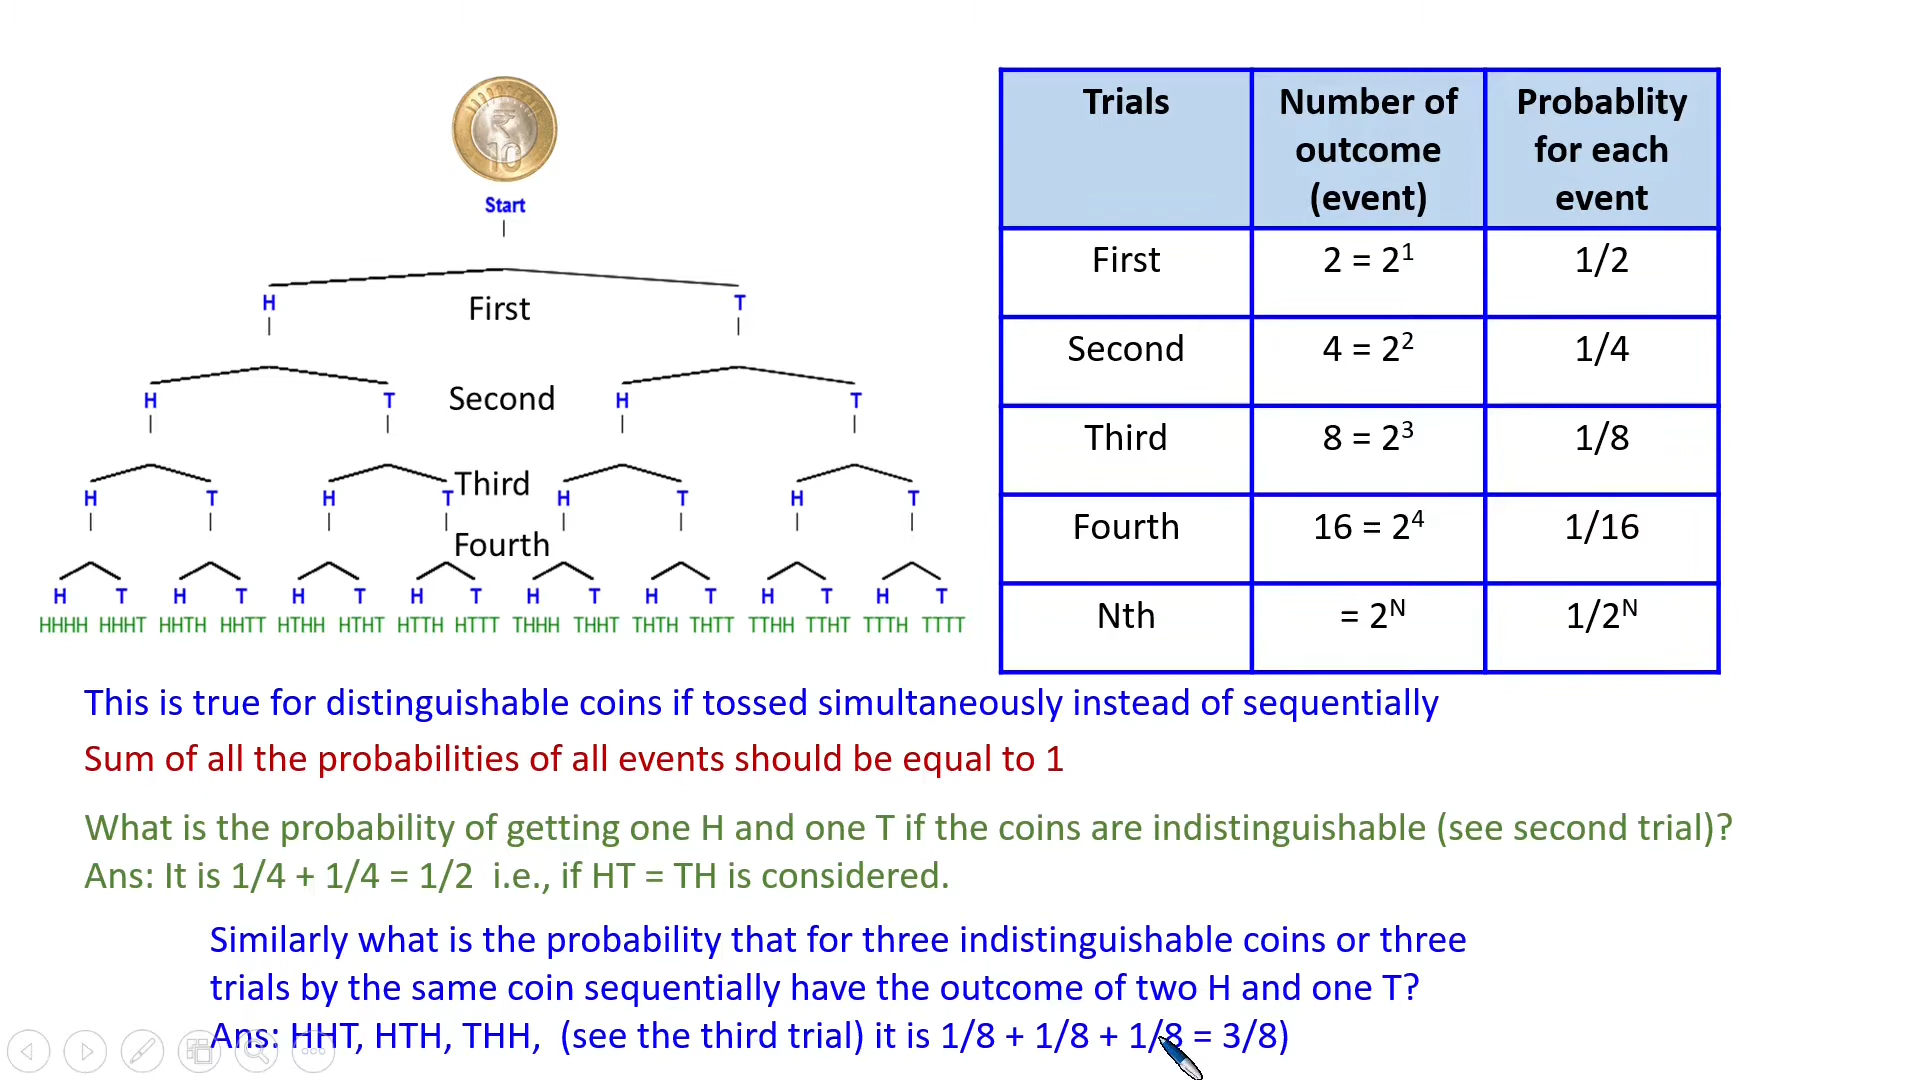 ₹
10
Start
H First T
H T Second H T
H T H T Third H T H T
Fourth
H T H T H T H T H T H T H T H T
HHHH HHHT HHTH HHTT HTHH HTHT HTTH HTTT THHH THHT THTH THTT TTHH TTHT TTTH TTTT
Trials Number of outcome (event) Probablity for each event
First 2 = 2¹ 1/2
Second 4 = 2² 1/4
Third 8 = 2³ 1/8
Fourth 16 = 2⁴ 1/16
Nth = 2ᴺ 1/2ᴺ
This is true for distinguishable coins if tossed simultaneously instead of sequentially
Sum of all the probabilities of all events should be equal to 1
What is the probability of getting one H and one T if the coins are indistinguishable (see second trial)?
Ans: It is 1/4 + 1/4 = 1/2 i.e., if HT = TH is considered.
Similarly what is the probability that for three indistinguishable coins or three
trials by the same coin sequentially have the outcome of two H and one T?
Ans: HHT, HTH, THH, (see the third trial) it is 1/8 + 1/8 + 1/8 = 3/8)